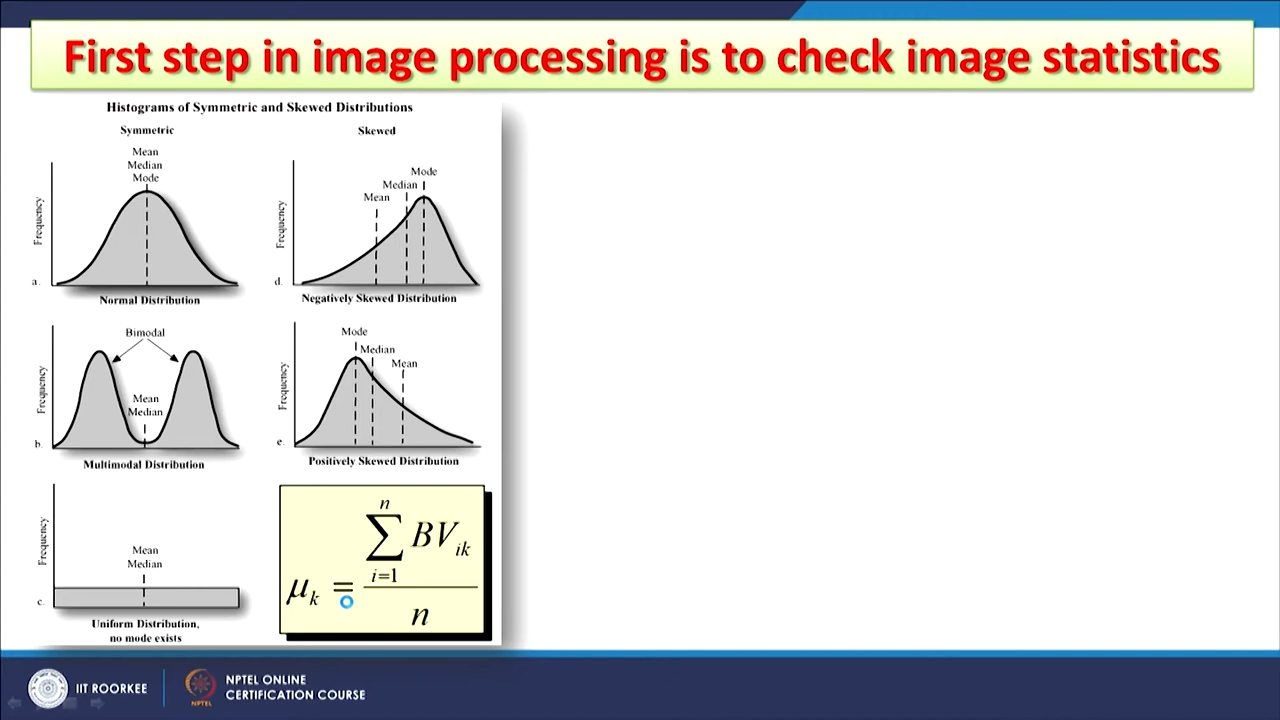 First step in image processing is to check image statistics
Histograms of Symmetric and Skewed Distributions
Symmetric
Mean
Median
Mode
Frequency
a.
Normal Distribution
Bimodal
Mean
Median
Frequency
b.
Multimodal Distribution
Mean
Median
Frequency
c.
Uniform Distribution,
no mode exists
Skewed
Mode
Median
Mean
Frequency
d.
Negatively Skewed Distribution
Mode
Median
Mean
Frequency
e.
Positively Skewed Distribution
μk = Σ i=1 n BVik / n
IIT ROORKEE
NPTEL
NPTEL ONLINE
CERTIFICATION COURSE